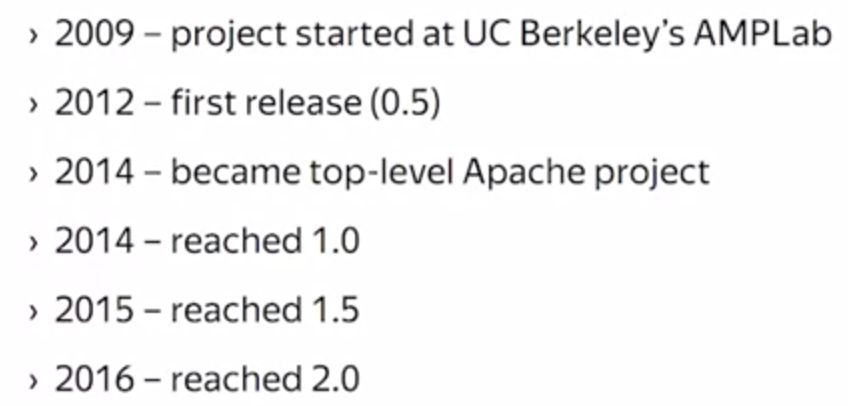 › 2009 – project started at UC Berkeley’s AMPLab
› 2012 – first release (0.5)
› 2014 – became top-level Apache project
› 2014 – reached 1.0
› 2015 – reached 1.5
› 2016 – reached 2.0